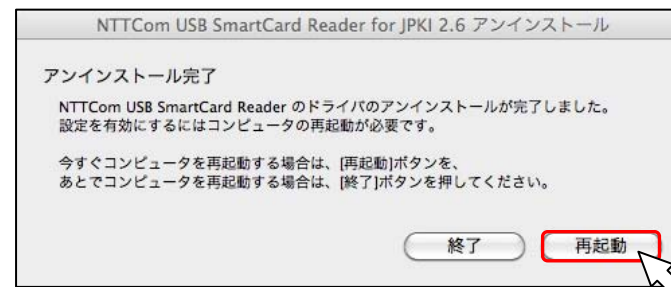 NTTCom USB SmartCard Reader for JPKI 2.6 アンインストール
アンインストール完了
NTTCom USB SmartCard Reader のドライバのアンインストールが完了しました。
設定を有効にするにはコンピュータの再起動が必要です。
今すぐコンピュータを再起動する場合は、[再起動]ボタンを、
あとでコンピュータを再起動する場合は、[終了]ボタンを押してください。
終了
再起動